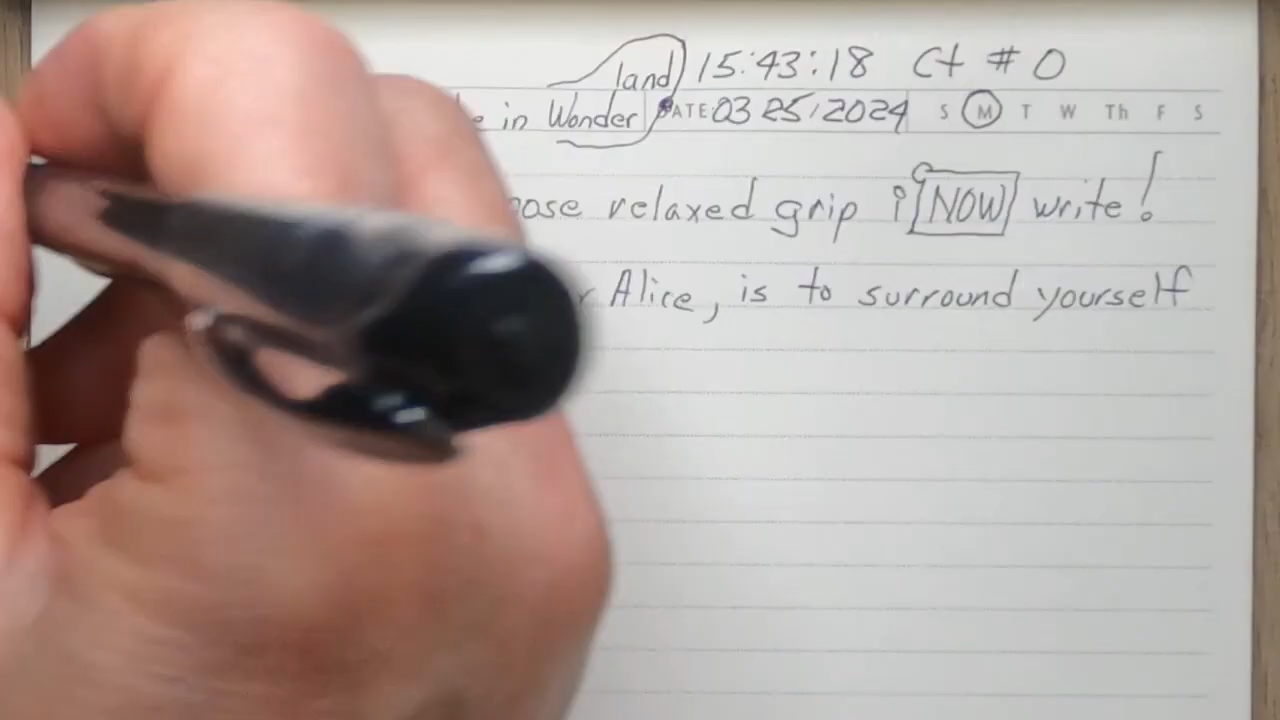 land 15:43:18 Ct # 0
in Wonder DATE: 03 25/2024 S M T W Th F S
relaxed grip ¡ NOW write!
Alice, is to surround yourself